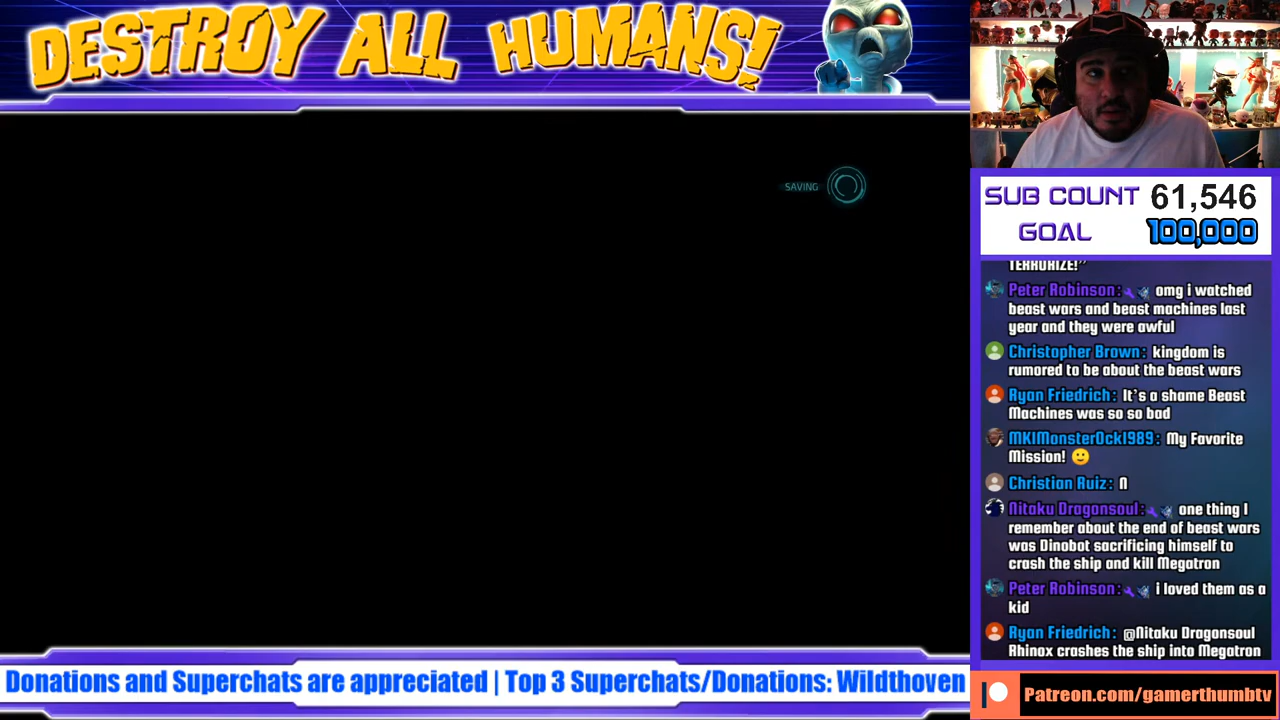 DESTROY ALL HUMANS!
SAVING
SUB COUNT 61,546
GOAL 100,000
TERRORIZE!"
Peter Robinson: omg i watched
beast wars and beast machines last
year and they were awful
Christopher Brown: kingdom is
rumored to be about the beast wars
Ryan Friedrich: It's a shame Beast
Machines was so so bad
MK1MonsterOck1989: My Favorite
Mission! 🙂
Christian Ruiz: N
Nitaku Dragonsoul: one thing I
remember about the end of beast wars
was Dinobot sacrificing himself to
crash the ship and kill Megatron
Peter Robinson: i loved them as a
kid
Ryan Friedrich: @Nitaku Dragonsoul
Rhinox crashes the ship into Megatron
Donations and Superchats are appreciated | Top 3 Superchats/Donations: Wildthoven
Patreon.com/gamerthumbtv